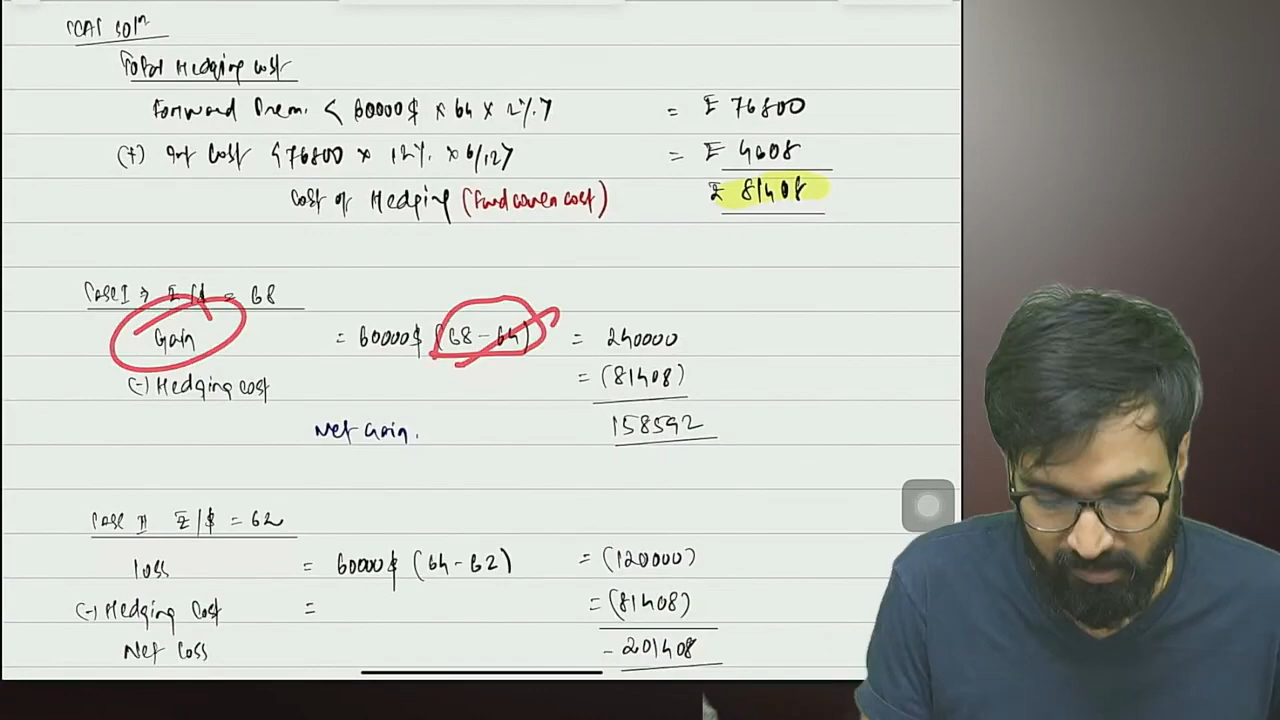 ICAI Solⁿ
Total Hedging cost
Forward Prem. < 60000$ × 64 × 2%7 = ₹ 76800
(+) Int cost <76800 × 12% × 6/127 = ₹ 4608
Cost of Hedging (Fwd cover cost) ₹ 81408
Case I → ₹/$ = 68
Gain = 60000$ (68-64) = 240000
(-) Hedging cost = (81408)
Net Gain. 158592
Case II ₹/$ = 62
loss = 60000$ (64-62) = (120000)
(-) Hedging Cost = = (81408)
Net Loss - 201408